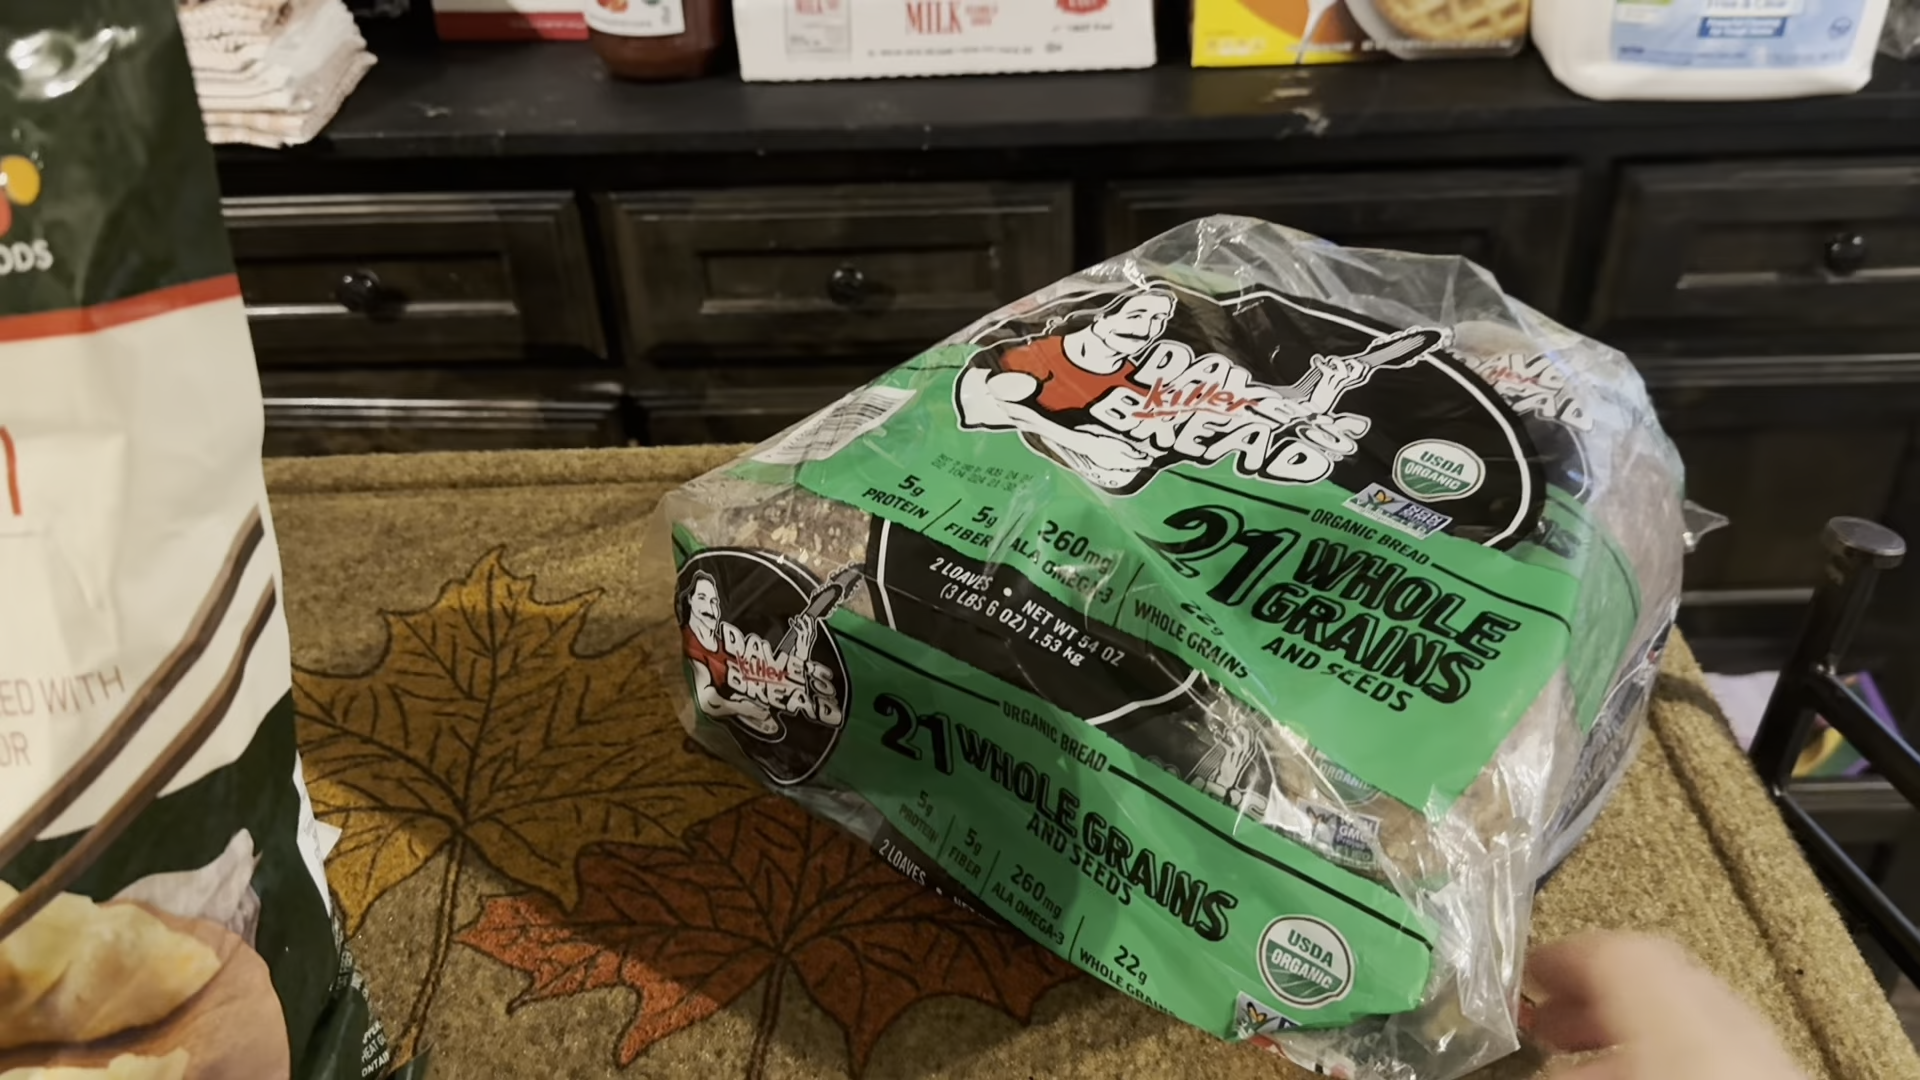 MILK
ODS
ED WITH
OR
DAVE'S
Killer
BREAD
USDA
ORGANIC
5g
PROTEIN
5g
FIBER
260mg
ALA OMEGA-3
22g
WHOLE GRAINS
ORGANIC BREAD
21 WHOLE
GRAINS
AND SEEDS
2 LOAVES • NET WT 54 OZ
(3 LBS 6 OZ) 1.53 kg
DAVE'S
Killer
BREAD
ORGANIC BREAD
21 WHOLE GRAINS
AND SEEDS
5g
PROTEIN
5g
FIBER
260mg
ALA OMEGA-3
22g
WHOLE GRAINS
2 LOAVES •
USDA
ORGANIC